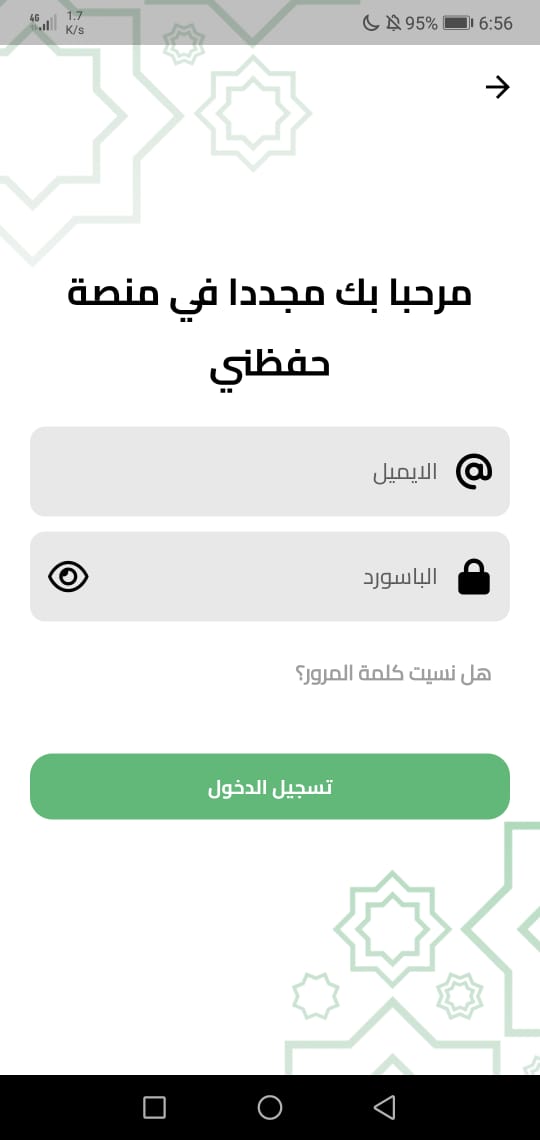 4G 1.7 K/s 95% 6:56
مرحبا بك مجددا في منصة
حفظني
الايميل
الباسورد
هل نسيت كلمة المرور؟
تسجيل الدخول